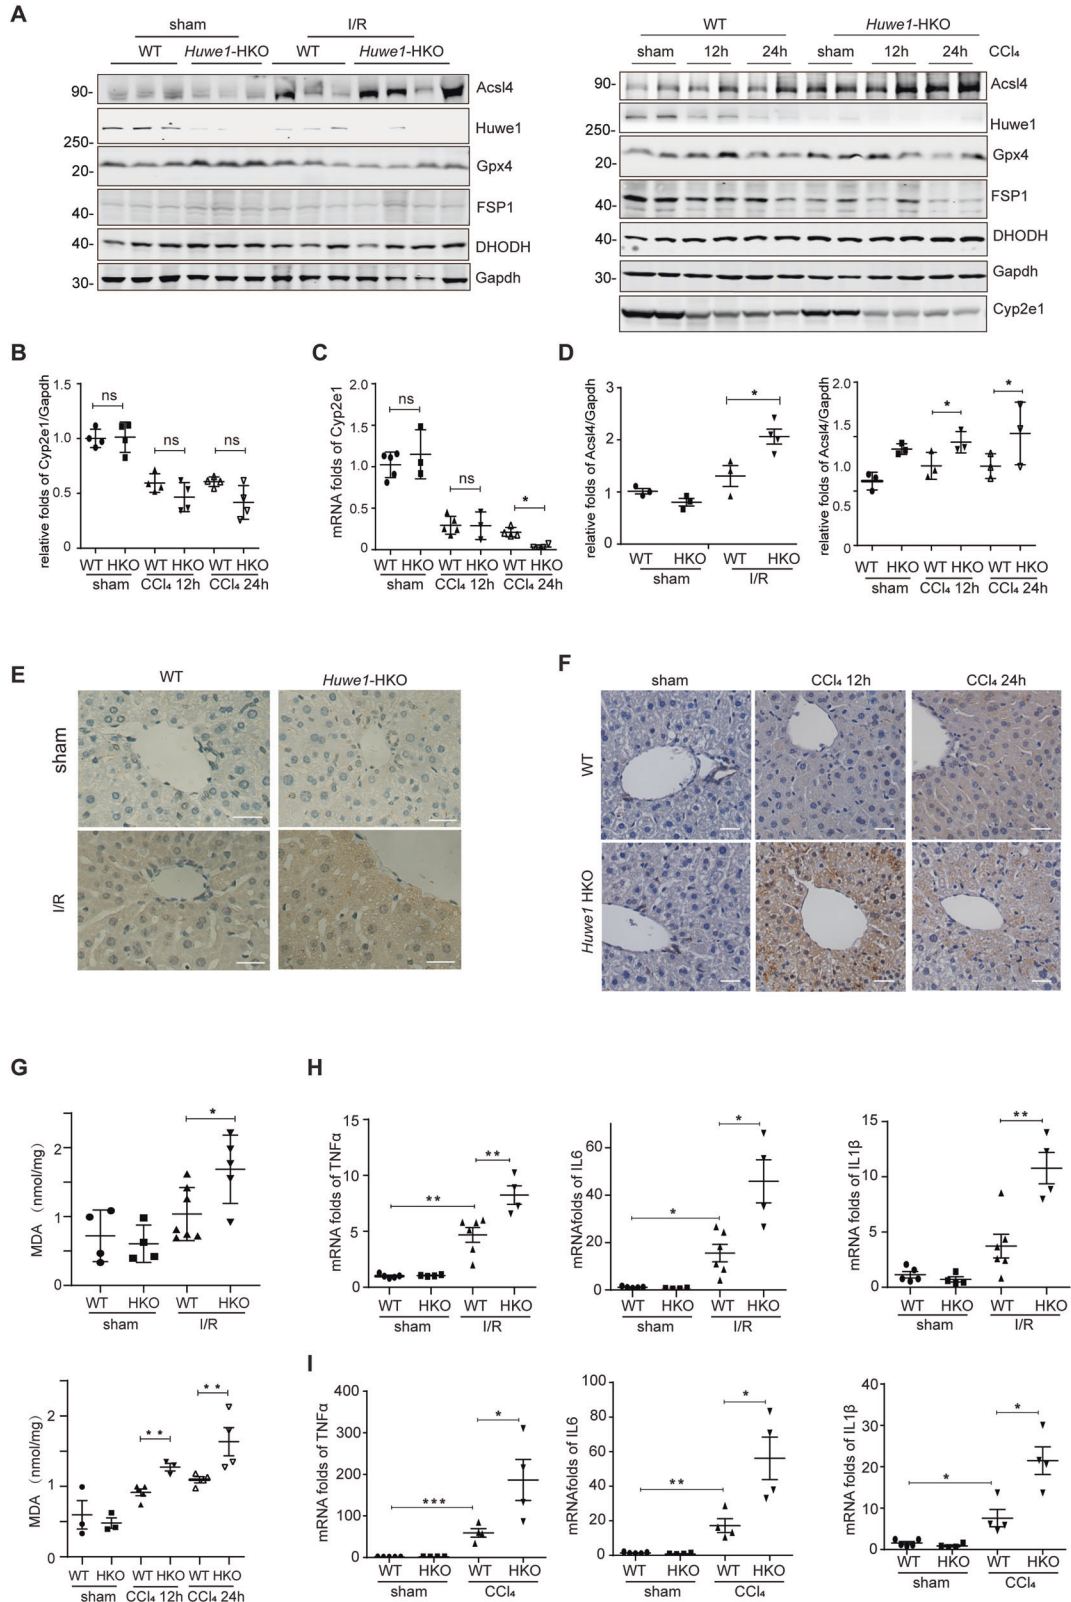 A
sham I/R
WT Huwe1-HKO WT Huwe1-HKO
90- Acsl4
Huwe1
250-
Gpx4
20-
FSP1
40-
40- DHODH
30- Gapdh
WT Huwe1-HKO
sham 12h 24h sham 12h 24h CCl₄
90- Acsl4
Huwe1
250-
Gpx4
20-
FSP1
40-
DHODH
40-
Gapdh
30-
Cyp2e1
B
relative folds of Cyp2e1/Gapdh
1.5
1.0
0.5
0
ns
ns ns
WT HKO WT HKO WT HKO
sham CCl₄ 12h CCl₄ 24h
C
mRNA folds of Cyp2e1
2.0
1.5
1.0
0.5
0
ns
ns *
WT HKO WT HKO WT HKO
sham CCl₄ 12h CCl₄ 24h
D
relative folds of Acsl4/Gapdh
3
2
1
0
*
WT HKO WT HKO
sham I/R
relative folds of Acsl4/Gapdh
2.0
1.5
1.0
0.5
0
* *
WT HKO WT HKO WT HKO
sham CCl₄ 12h CCl₄ 24h
E
WT Huwe1-HKO
sham
I/R
F
sham CCl₄ 12h CCl₄ 24h
WT
Huwe1 HKO
G
MDA (nmol/mg)
2
1
0
*
WT HKO WT HKO
sham I/R
MDA (nmol/mg)
2
1
0
** **
WT HKO WT HKO WT HKO
sham CCl₄ 12h CCl₄ 24h
H
mRNA folds of TNFα
15
10
5
0
** **
WT HKO WT HKO
sham I/R
mRNAfolds of IL6
60
40
20
0
* *
WT HKO WT HKO
sham I/R
mRNA folds of IL1β
15
10
5
0
**
WT HKO WT HKO
sham I/R
I
mRNA folds of TNFα
400
300
200
100
0
*** *
WT HKO WT HKO
sham CCl₄
mRNAfolds of IL6
100
80
60
40
20
0
** *
WT HKO WT HKO
sham CCl₄
mRNA folds of IL1β
40
30
20
10
0
* *
WT HKO WT HKO
sham CCl₄